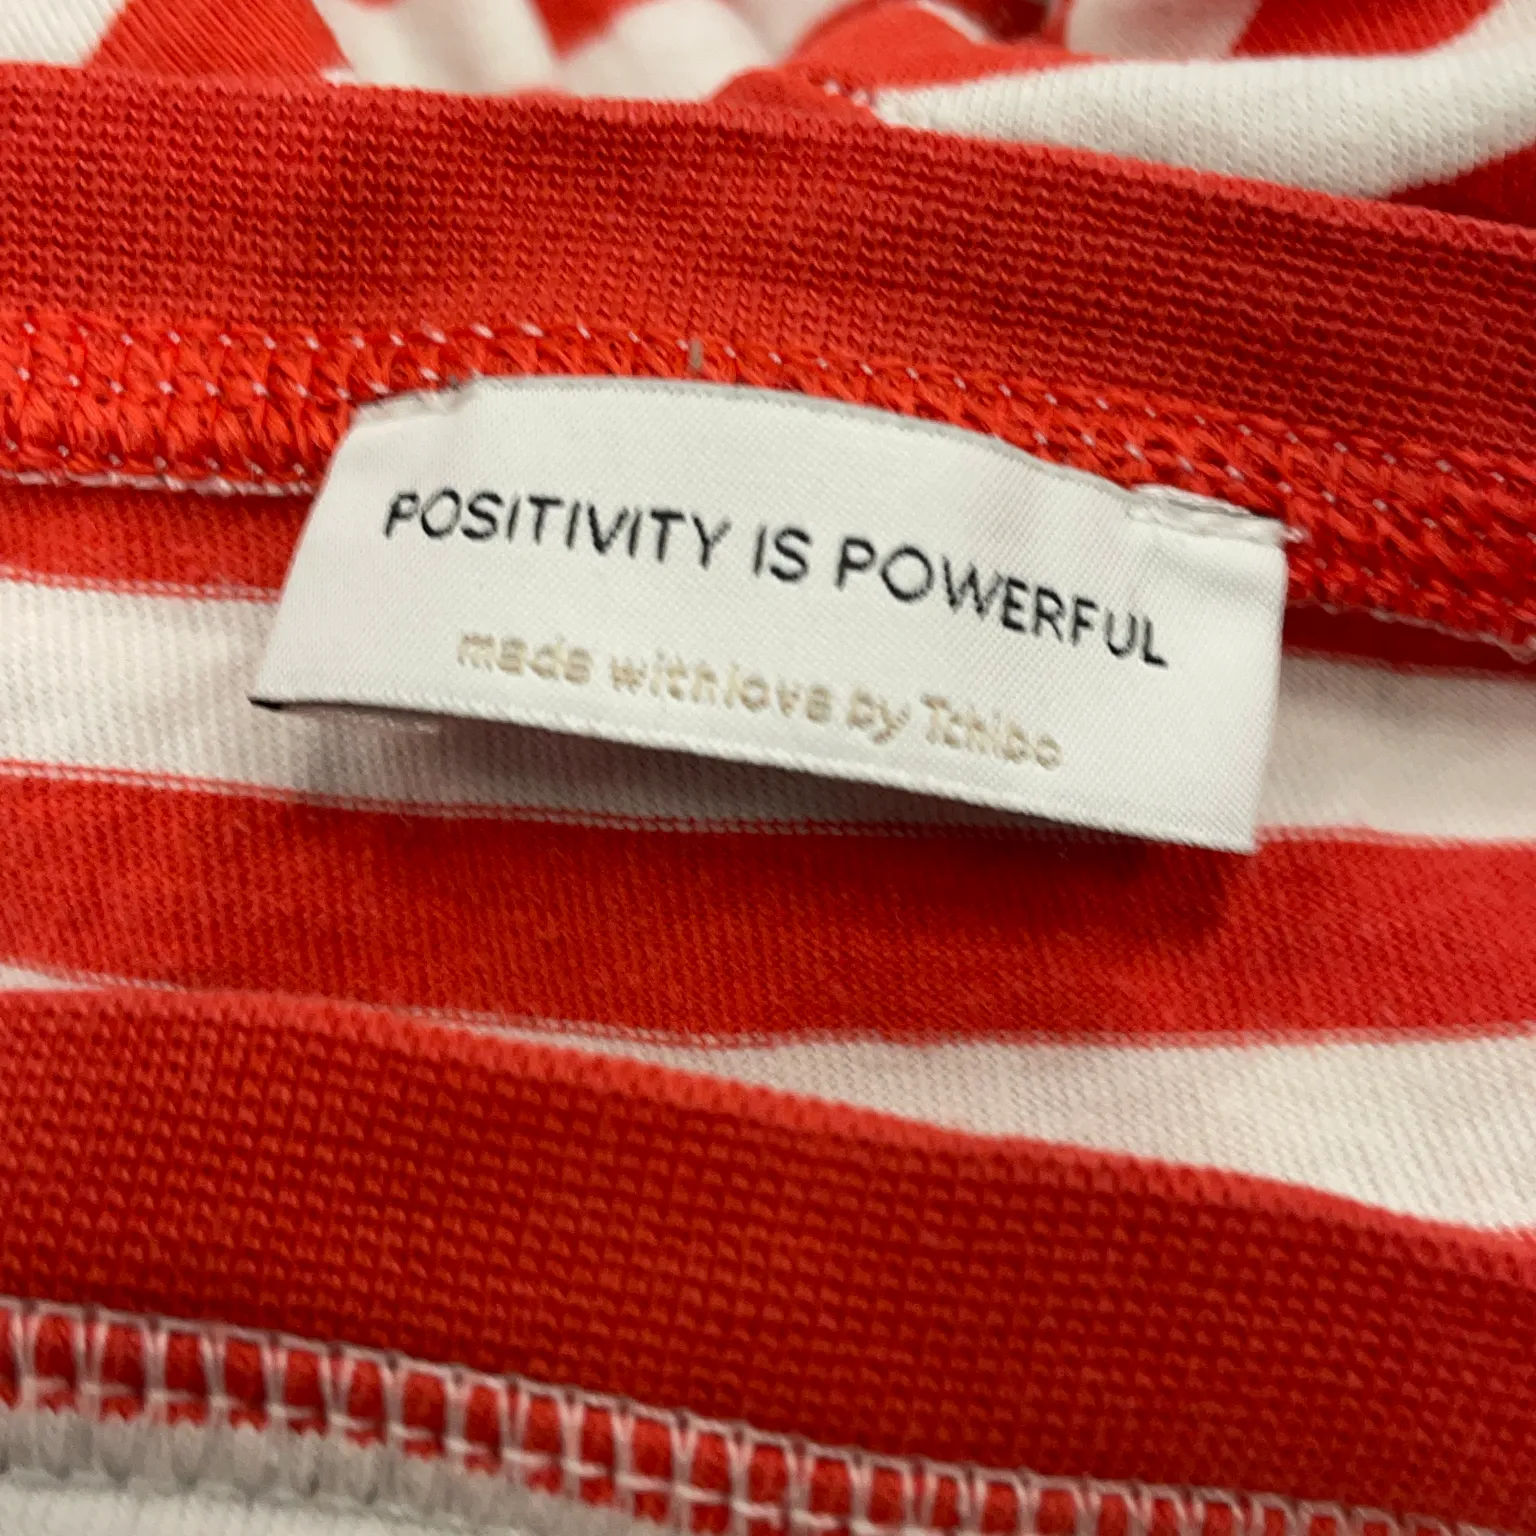 POSITIVITY IS POWERFUL
made with love by Tchibo